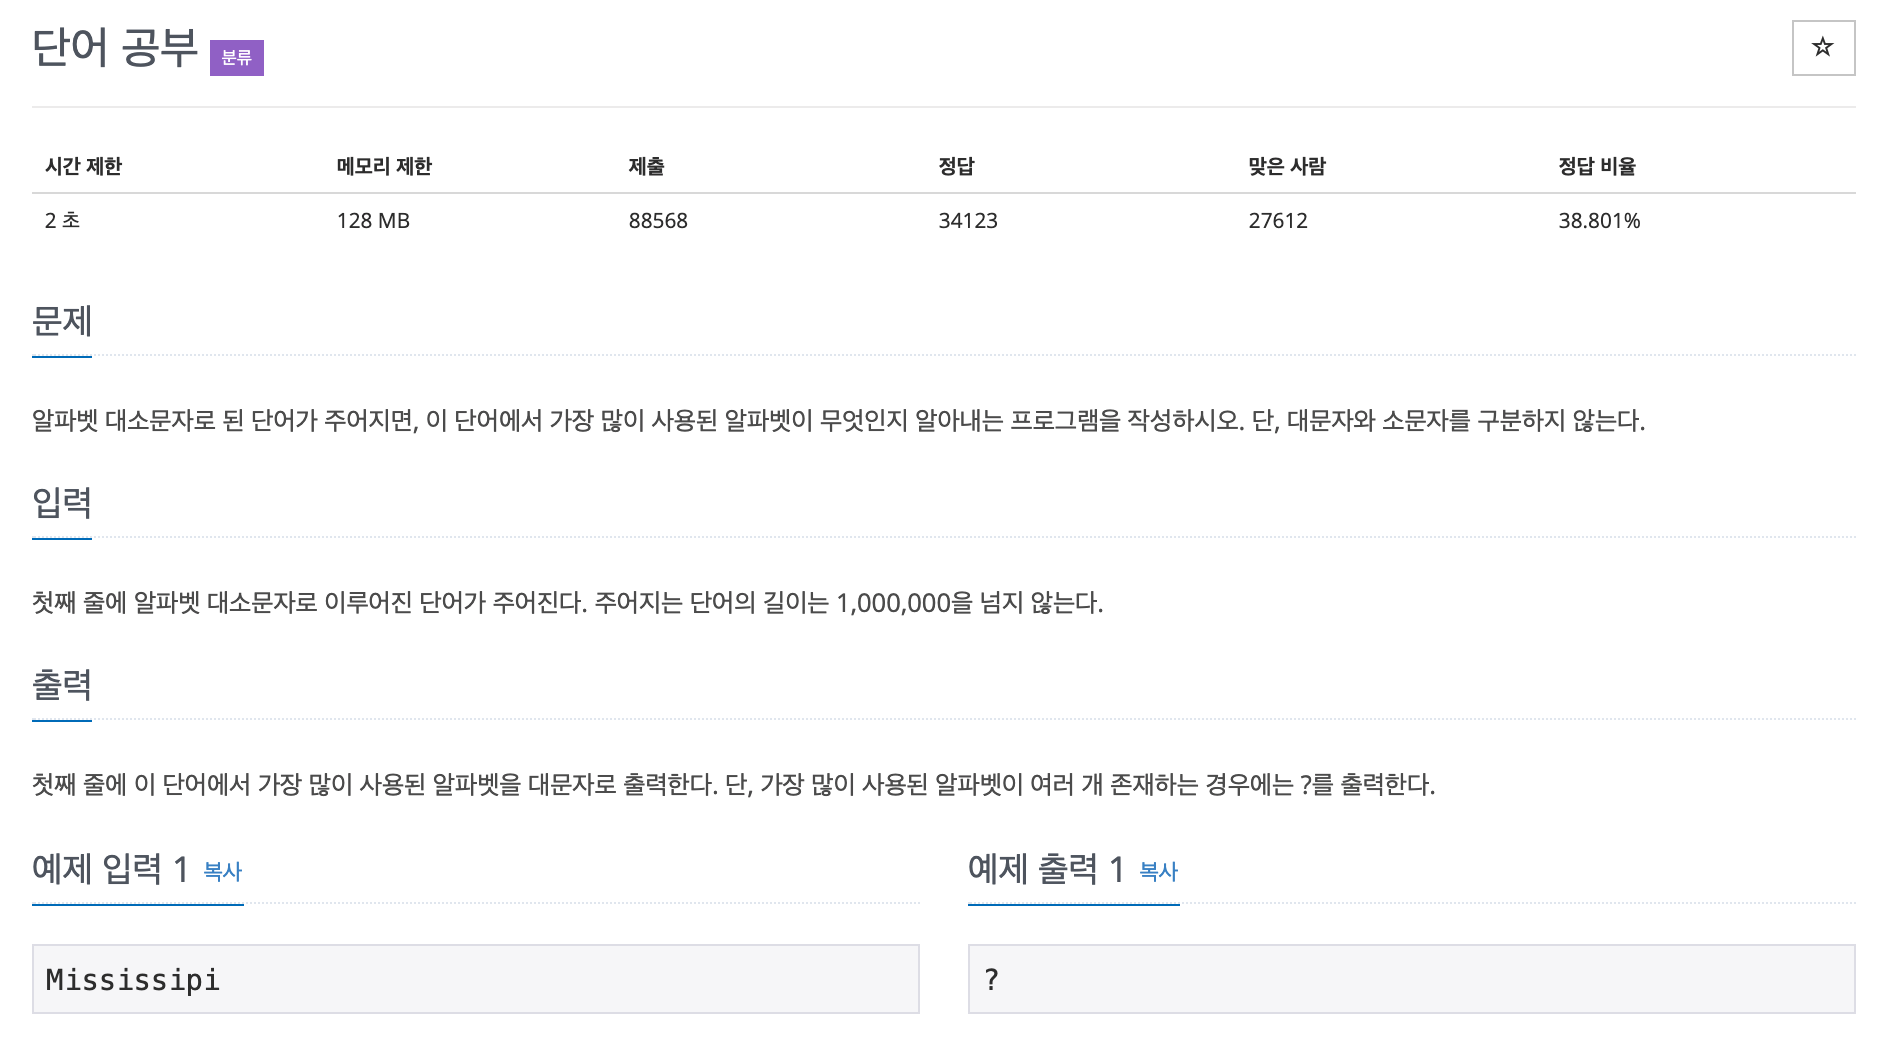 단어 공부 분류
☆
시간 제한 메모리 제한 제출 정답 맞은 사람 정답 비율
2 초 128 MB 88568 34123 27612 38.801%
문제
알파벳 대소문자로 된 단어가 주어지면, 이 단어에서 가장 많이 사용된 알파벳이 무엇인지 알아내는 프로그램을 작성하시오. 단, 대문자와 소문자를 구분하지 않는다.
입력
첫째 줄에 알파벳 대소문자로 이루어진 단어가 주어진다. 주어지는 단어의 길이는 1,000,000을 넘지 않는다.
출력
첫째 줄에 이 단어에서 가장 많이 사용된 알파벳을 대문자로 출력한다. 단, 가장 많이 사용된 알파벳이 여러 개 존재하는 경우에는 ?를 출력한다.
예제 입력 1 복사
Mississipi
예제 출력 1 복사
?